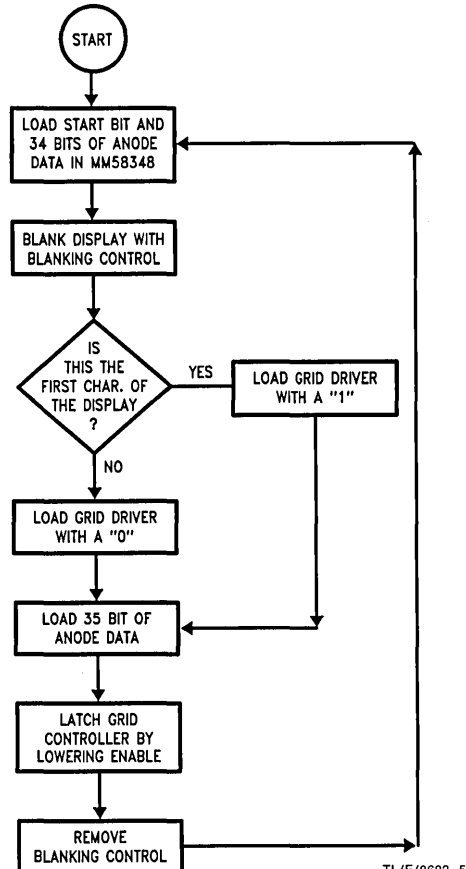 START
LOAD START BIT AND
34 BITS OF ANODE
DATA IN MM58348
BLANK DISPLAY WITH
BLANKING CONTROL
IS
THIS THE
FIRST CHAR. OF
THE DISPLAY
?
YES
LOAD GRID DRIVER
WITH A "1"
NO
LOAD GRID DRIVER
WITH A "0"
LOAD 35 BIT OF
ANODE DATA
LATCH GRID
CONTROLLER BY
LOWERING ENABLE
REMOVE
BLANKING CONTROL